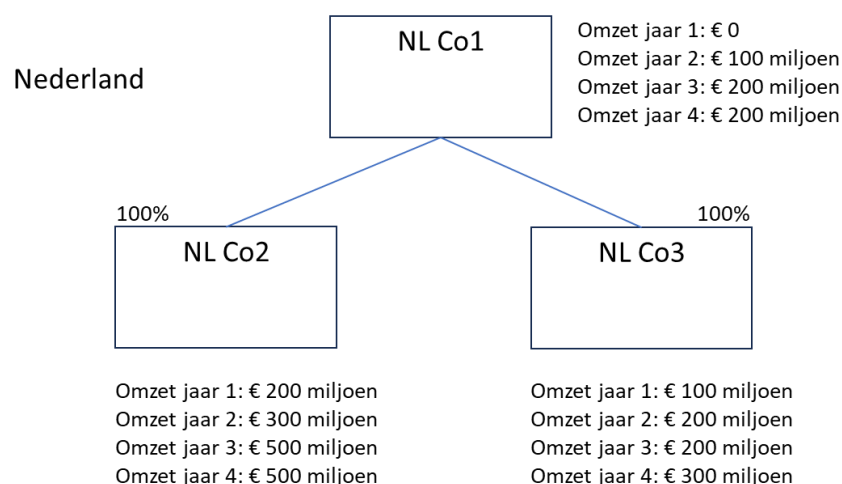 NL Co1
Omzet jaar 1: € 0
Omzet jaar 2: € 100 miljoen
Omzet jaar 3: € 200 miljoen
Omzet jaar 4: € 200 miljoen
Nederland
100%
100%
NL Co2
NL Co3
Omzet jaar 1: € 200 miljoen
Omzet jaar 2: € 300 miljoen
Omzet jaar 3: € 500 miljoen
Omzet jaar 4: € 500 miljoen
Omzet jaar 1: € 100 miljoen
Omzet jaar 2: € 200 miljoen
Omzet jaar 3: € 200 miljoen
Omzet jaar 4: € 300 miljoen